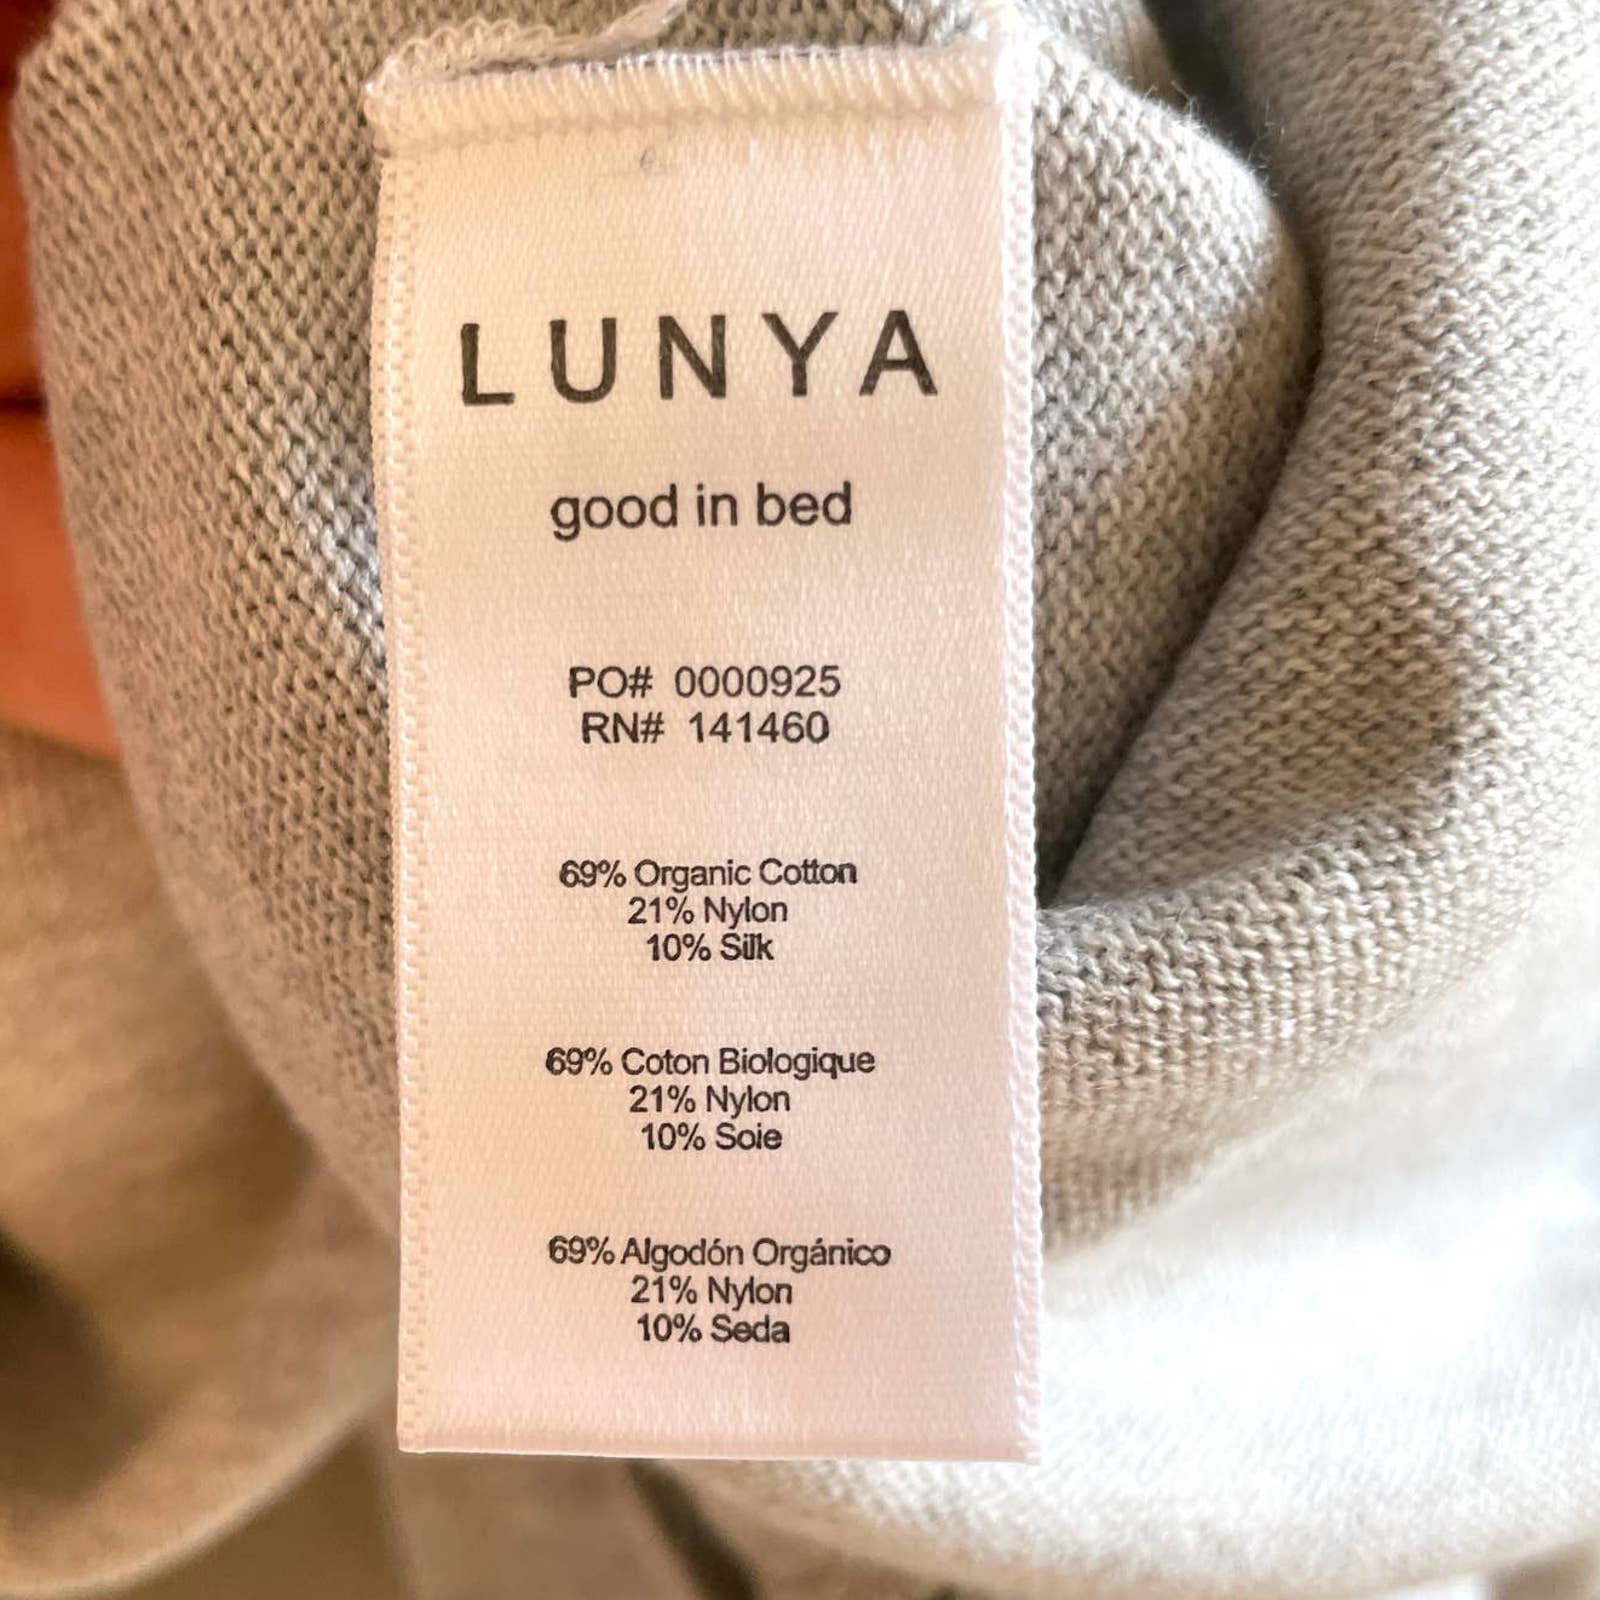 LUNYA
good in bed
PO# 0000925
RN# 141460
69% Organic Cotton
21% Nylon
10% Silk
69% Coton Biologique
21% Nylon
10% Soie
69% Algodón Orgánico
21% Nylon
10% Seda